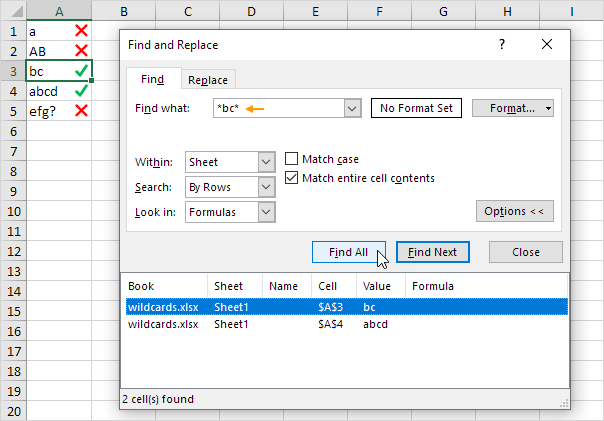 A B C D E F G H I
1 a
2 AB
3 bc
4 abcd
5 efg?
6
7
8
9
10
11
12
13
14
15
16
17
18
19
20
Find and Replace ? ×
Find Replace
Find what: *bc* No Format Set Format...
Within: Sheet Match case
Search: By Rows Match entire cell contents
Look in: Formulas Options <<
Find All Find Next Close
Book Sheet Name Cell Value Formula
wildcards.xlsx Sheet1 $A$3 bc
wildcards.xlsx Sheet1 $A$4 abcd
2 cell(s) found